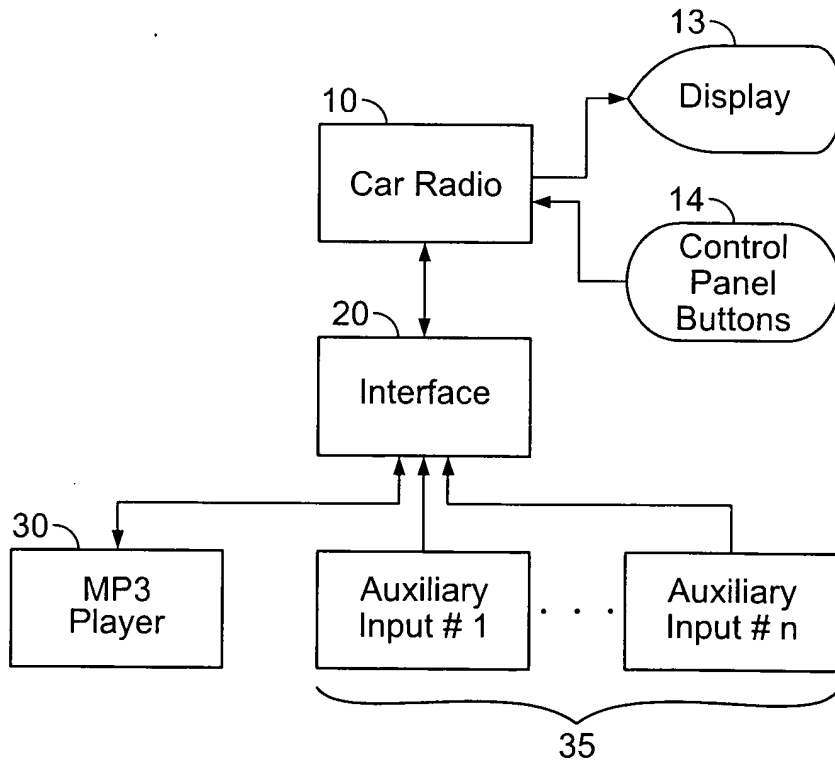 13
Display
10
Car Radio
14
Control
Panel
Buttons
20
Interface
30
MP3
Player
Auxiliary
Input # 1
. . .
Auxiliary
Input # n
35